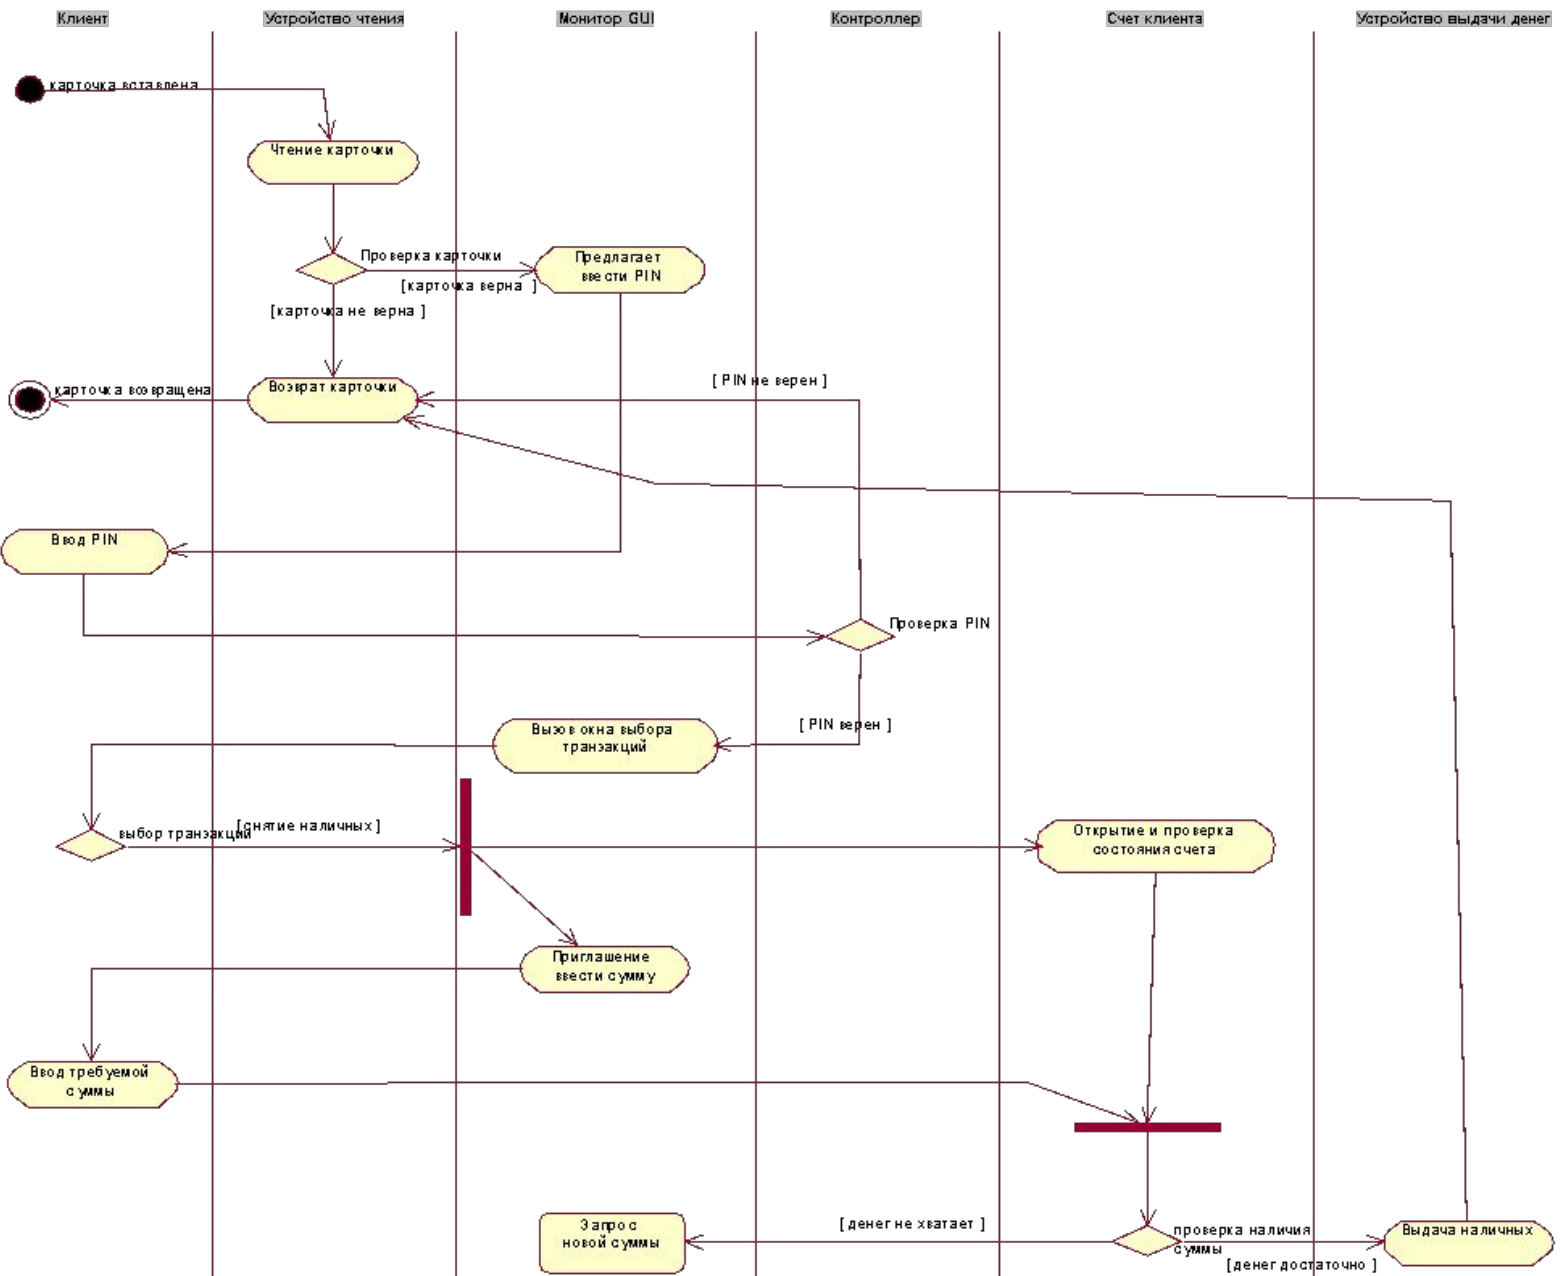 Клиент
Устройство чтения
Монитор GUI
Контроллер
Счет клиента
Устройство выдачи денег
карточка вставлена
Чтение карточки
Проверка карточки
[карточка верна ]
Предлагает
ввести PIN
[карточка не верна ]
карточка возвращена
Возврат карточки
[ PIN не верен ]
Ввод PIN
Проверка PIN
[ PIN верен ]
Вызов окна выбора
транзакций
выбор транзакции
[снятие наличных ]
Открытие и проверка
состояния счета
Приглашение
ввести сумму
Ввод требуемой
суммы
[ денег не хватает ]
Запрос
новой суммы
проверка наличия
суммы
[денег достаточно ]
Выдача наличных